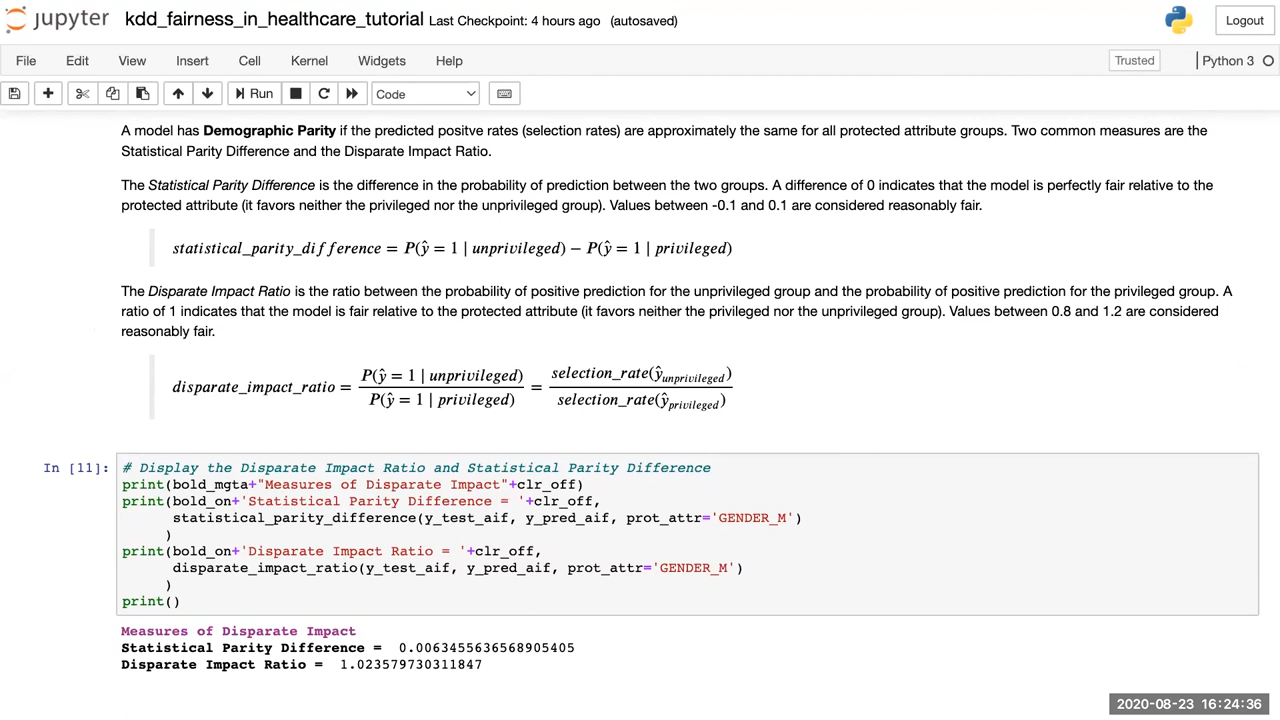 jupyter kdd_fairness_in_healthcare_tutorial Last Checkpoint: 4 hours ago (autosaved) Logout
File Edit View Insert Cell Kernel Widgets Help Trusted Python 3
Run Code
A model has Demographic Parity if the predicted positve rates (selection rates) are approximately the same for all protected attribute groups. Two common measures are the
Statistical Parity Difference and the Disparate Impact Ratio.
The Statistical Parity Difference is the difference in the probability of prediction between the two groups. A difference of 0 indicates that the model is perfectly fair relative to the
protected attribute (it favors neither the privileged nor the unprivileged group). Values between -0.1 and 0.1 are considered reasonably fair.
statistical_parity_difference = P(ŷ = 1 | unprivileged) − P(ŷ = 1 | privileged)
The Disparate Impact Ratio is the ratio between the probability of positive prediction for the unprivileged group and the probability of positive prediction for the privileged group. A
ratio of 1 indicates that the model is fair relative to the protected attribute (it favors neither the privileged nor the unprivileged group). Values between 0.8 and 1.2 are considered
reasonably fair.
disparate_impact_ratio = P(ŷ = 1 | unprivileged) / P(ŷ = 1 | privileged) = selection_rate(ŷunprivileged) / selection_rate(ŷprivileged)
In [11]: # Display the Disparate Impact Ratio and Statistical Parity Difference
print(bold_mgta+"Measures of Disparate Impact"+clr_off)
print(bold_on+'Statistical Parity Difference = '+clr_off,
statistical_parity_difference(y_test_aif, y_pred_aif, prot_attr='GENDER_M')
)
print(bold_on+'Disparate Impact Ratio = '+clr_off,
disparate_impact_ratio(y_test_aif, y_pred_aif, prot_attr='GENDER_M')
)
print()
Measures of Disparate Impact
Statistical Parity Difference = 0.0063455636568905405
Disparate Impact Ratio = 1.023579730311847
2020-08-23 16:24:36